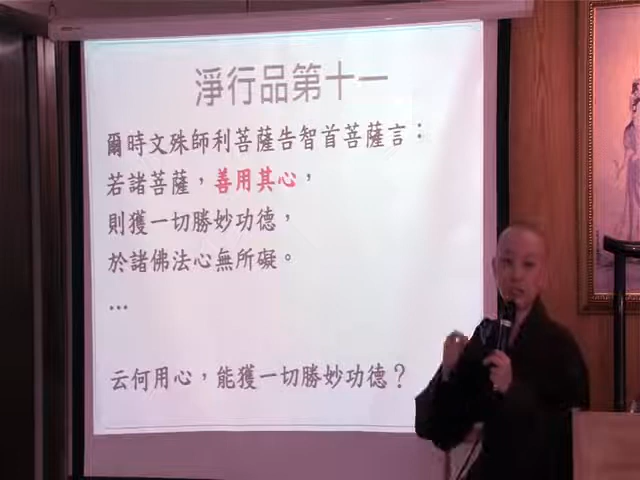 淨行品第十一
爾時文殊師利菩薩告智首菩薩言：
若諸菩薩，善用其心，
則獲一切勝妙功德，
於諸佛法心無所礙。
…
云何用心，能獲一切勝妙功德？